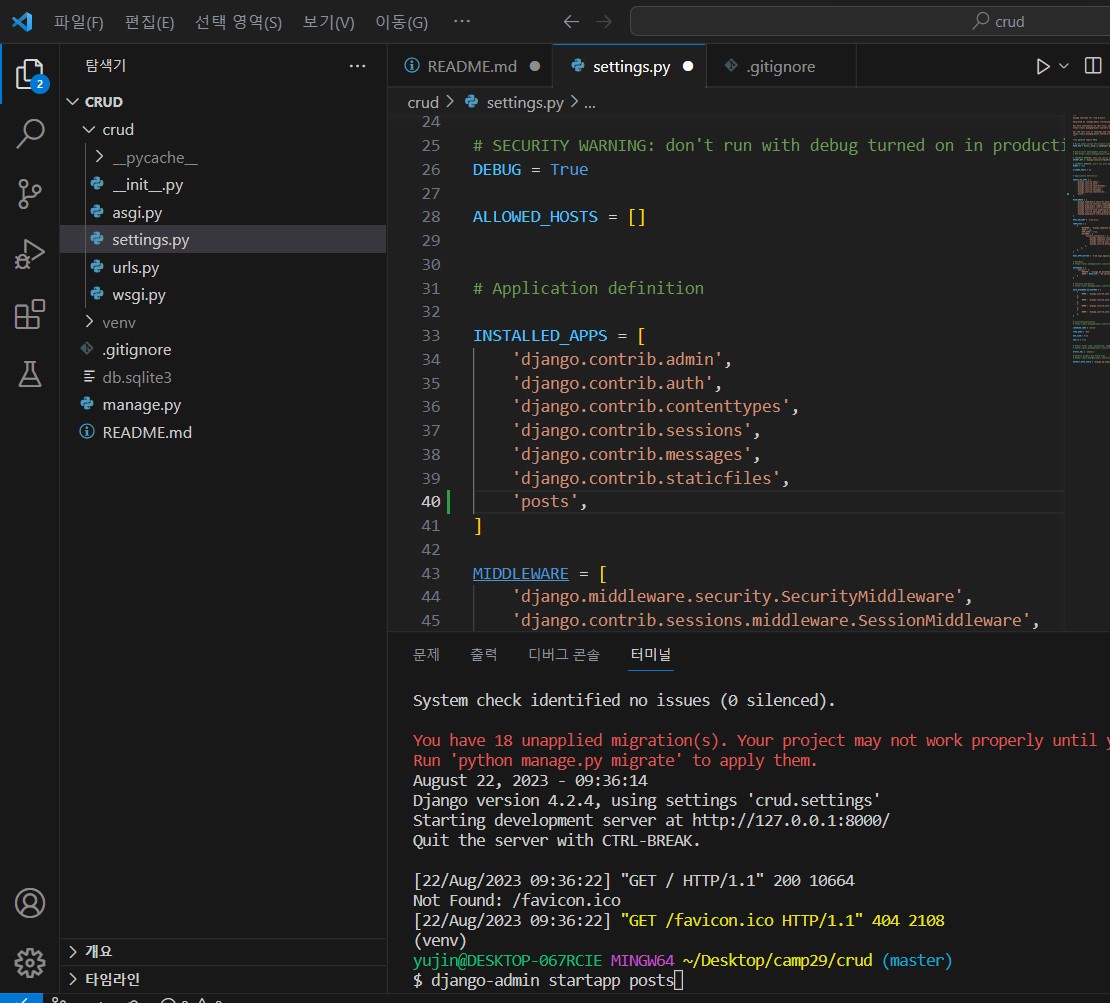 파일(F) 편집(E) 선택 영역(S) 보기(V) 이동(G) ··· crud
탐색기 ···
README.md settings.py .gitignore
2
CRUD
crud
__pycache__
__init__.py
asgi.py
settings.py
urls.py
wsgi.py
venv
.gitignore
db.sqlite3
manage.py
README.md
개요
타임라인
crud > settings.py > ...
24
25 # SECURITY WARNING: don't run with debug turned on in producti
26 DEBUG = True
27
28 ALLOWED_HOSTS = []
29
30
31 # Application definition
32
33 INSTALLED_APPS = [
34 'django.contrib.admin',
35 'django.contrib.auth',
36 'django.contrib.contenttypes',
37 'django.contrib.sessions',
38 'django.contrib.messages',
39 'django.contrib.staticfiles',
40 'posts',
41 ]
42
43 MIDDLEWARE = [
44 'django.middleware.security.SecurityMiddleware',
45 'django.contrib.sessions.middleware.SessionMiddleware',
문제 출력 디버그 콘솔 터미널
System check identified no issues (0 silenced).
You have 18 unapplied migration(s). Your project may not work properly until y
Run 'python manage.py migrate' to apply them.
August 22, 2023 - 09:36:14
Django version 4.2.4, using settings 'crud.settings'
Starting development server at http://127.0.0.1:8000/
Quit the server with CTRL-BREAK.
[22/Aug/2023 09:36:22] "GET / HTTP/1.1" 200 10664
Not Found: /favicon.ico
[22/Aug/2023 09:36:22] "GET /favicon.ico HTTP/1.1" 404 2108
(venv)
yujin@DESKTOP-067RCIE MINGW64 ~/Desktop/camp29/crud (master)
$ django-admin startapp posts